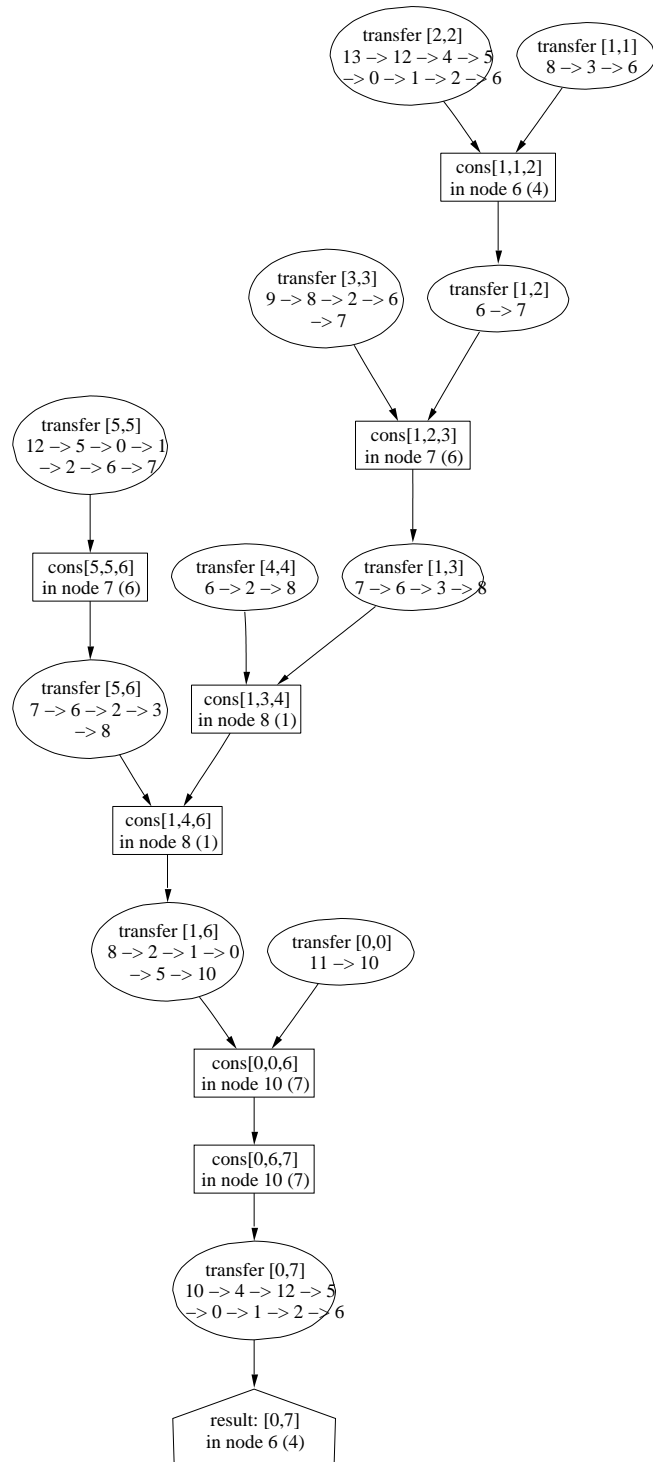 transfer [2,2]
13 −> 12 −> 4 −> 5
−> 0 −> 1 −> 2 −> 6
transfer [1,1]
8 −> 3 −> 6
cons[1,1,2]
in node 6 (4)
transfer [3,3]
9 −> 8 −> 2 −> 6
−> 7
transfer [1,2]
6 −> 7
transfer [5,5]
12 −> 5 −> 0 −> 1
−> 2 −> 6 −> 7
cons[1,2,3]
in node 7 (6)
cons[5,5,6]
in node 7 (6)
transfer [4,4]
6 −> 2 −> 8
transfer [1,3]
7 −> 6 −> 3 −> 8
transfer [5,6]
7 −> 6 −> 2 −> 3
−> 8
cons[1,3,4]
in node 8 (1)
cons[1,4,6]
in node 8 (1)
transfer [1,6]
8 −> 2 −> 1 −> 0
−> 5 −> 10
transfer [0,0]
11 −> 10
cons[0,0,6]
in node 10 (7)
cons[0,6,7]
in node 10 (7)
transfer [0,7]
10 −> 4 −> 12 −> 5
−> 0 −> 1 −> 2 −> 6
result: [0,7]
in node 6 (4)